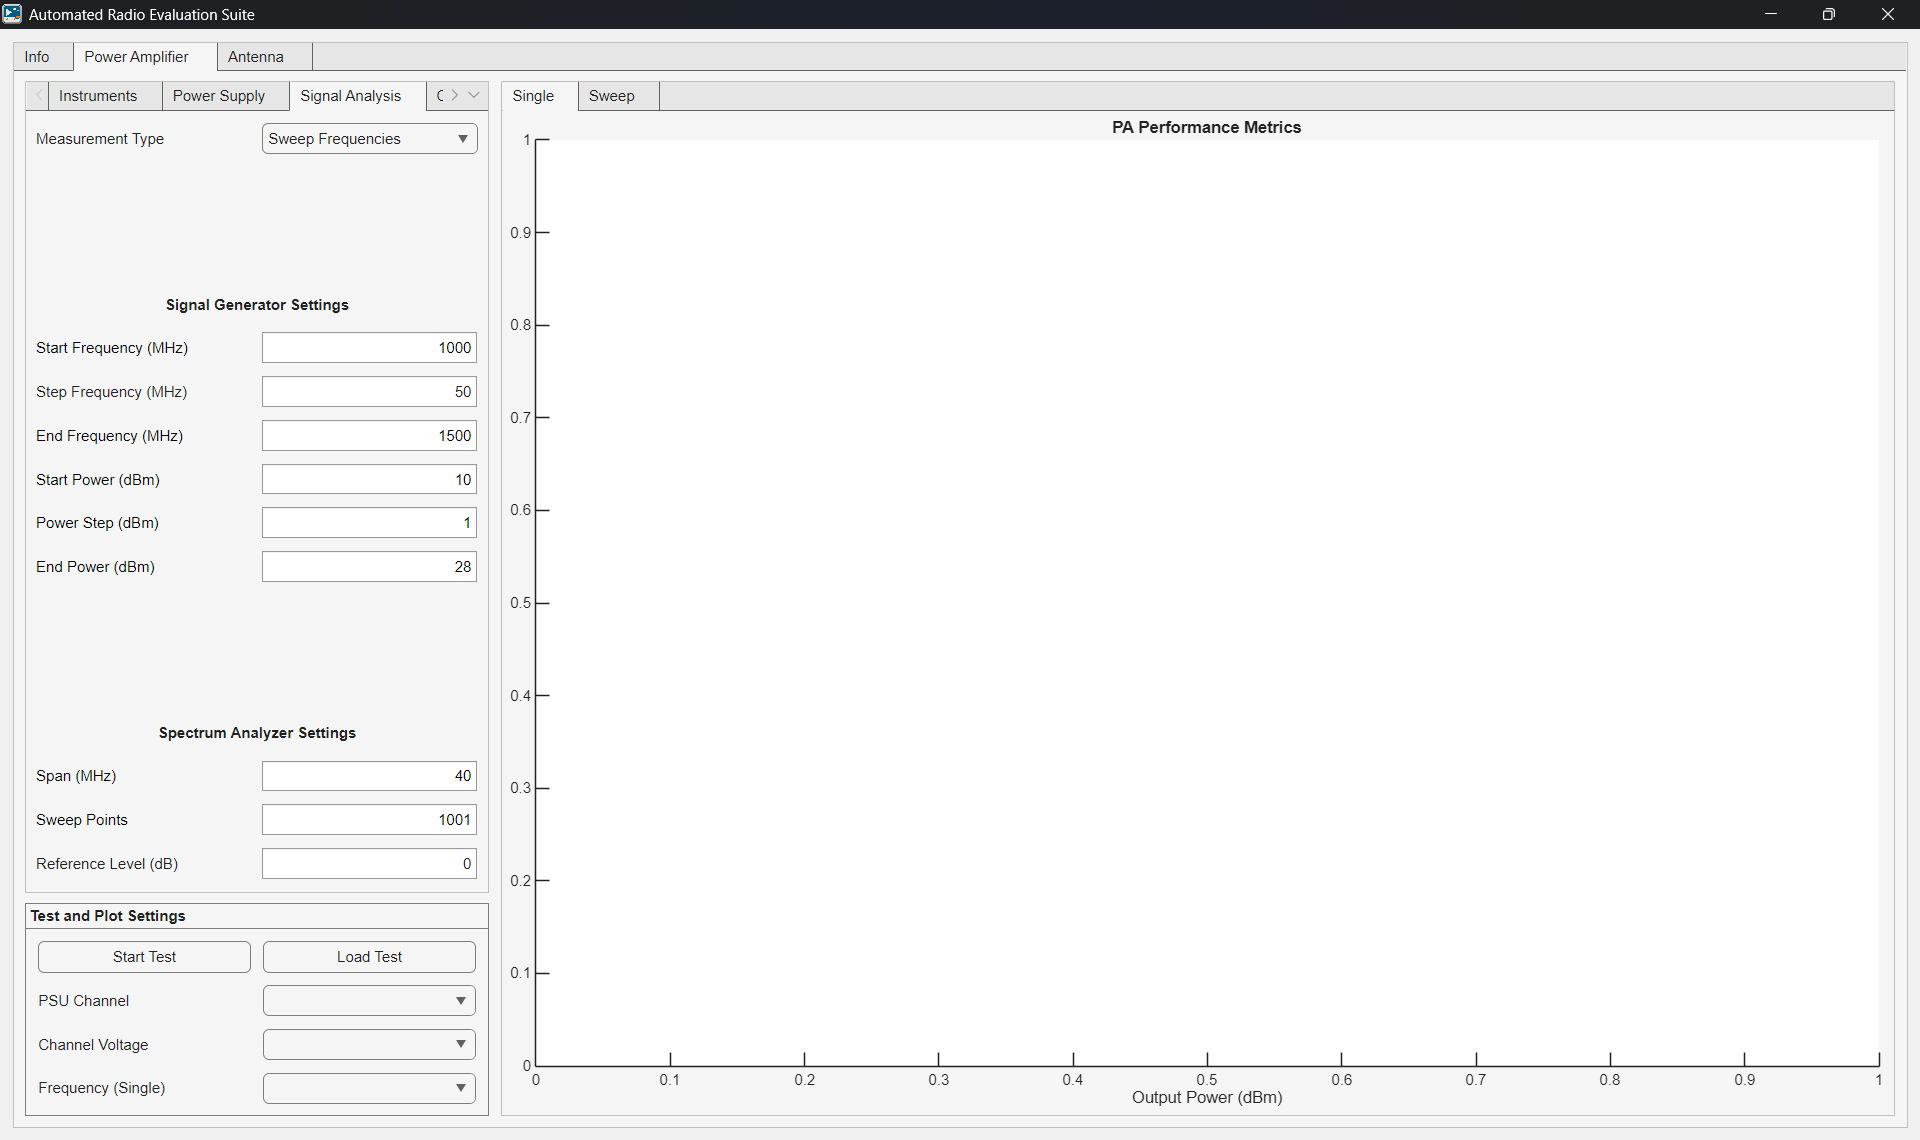 Automated Radio Evaluation Suite
Info Power Amplifier Antenna
Instruments Power Supply Signal Analysis
Measurement Type Sweep Frequencies
Signal Generator Settings
Start Frequency (MHz) 1000
Step Frequency (MHz) 50
End Frequency (MHz) 1500
Start Power (dBm) 10
Power Step (dBm) 1
End Power (dBm) 28
Spectrum Analyzer Settings
Span (MHz) 40
Sweep Points 1001
Reference Level (dB) 0
Test and Plot Settings
Start Test Load Test
PSU Channel
Channel Voltage
Frequency (Single)
Single Sweep
PA Performance Metrics
1
0.9
0.8
0.7
0.6
0.5
0.4
0.3
0.2
0.1
0
0 0.1 0.2 0.3 0.4 0.5 0.6 0.7 0.8 0.9 1
Output Power (dBm)